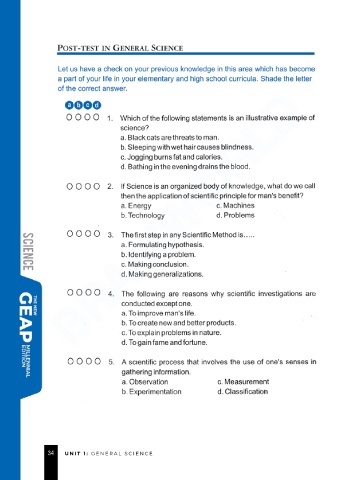 POST-TEST IN GENERAL SCIENCE
Let us have a check on your previous knowledge in this area which has become
a part of your life in your elementary and high school curricula. Shade the letter
of the correct answer.
a b c d
1. Which of the following statements is an illustrative example of
science?
a. Black cats are threats to man.
b. Sleeping with wet hair causes blindness.
c. Jogging burns fat and calories.
d. Bathing in the evening drains the blood.
2. If Science is an organized body of knowledge, what do we call
then the application of scientific principle for man's benefit?
a. Energy c. Machines
b. Technology d. Problems
3. The first step in any Scientific Method is.....
a. Formulating hypothesis.
b. Identifying a problem.
c. Making conclusion.
d. Making generalizations.
4. The following are reasons why scientific investigations are
conducted except one.
a. To improve man's life.
b. To create new and better products.
c. To explain problems in nature.
d. To gain fame and fortune.
5. A scientific process that involves the use of one's senses in
gathering information.
a. Observation c. Measurement
b. Experimentation d. Classification
SCIENCE
THE NEW
GEAP
MILLENNIAL
EDITION
34 UNIT I: GENERAL SCIENCE